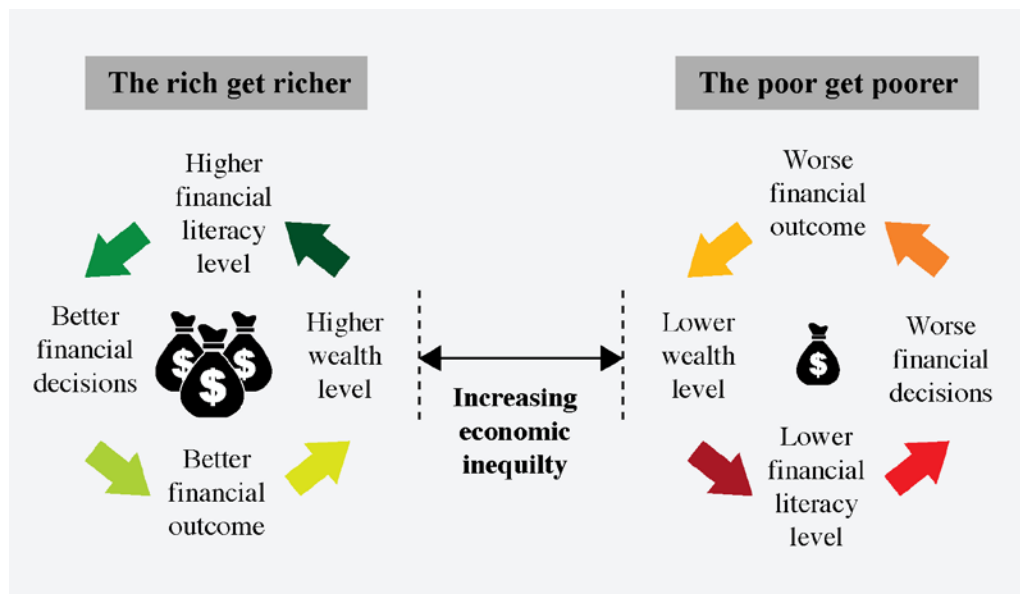 The rich get richer
Higher
financial
literacy
level
Better
financial
decisions
$
$
$
Higher
wealth
level
Better
financial
outcome
Increasing
economic
inequilty
The poor get poorer
Worse
financial
outcome
Lower
wealth
level
$
Worse
financial
decisions
Lower
financial
literacy
level